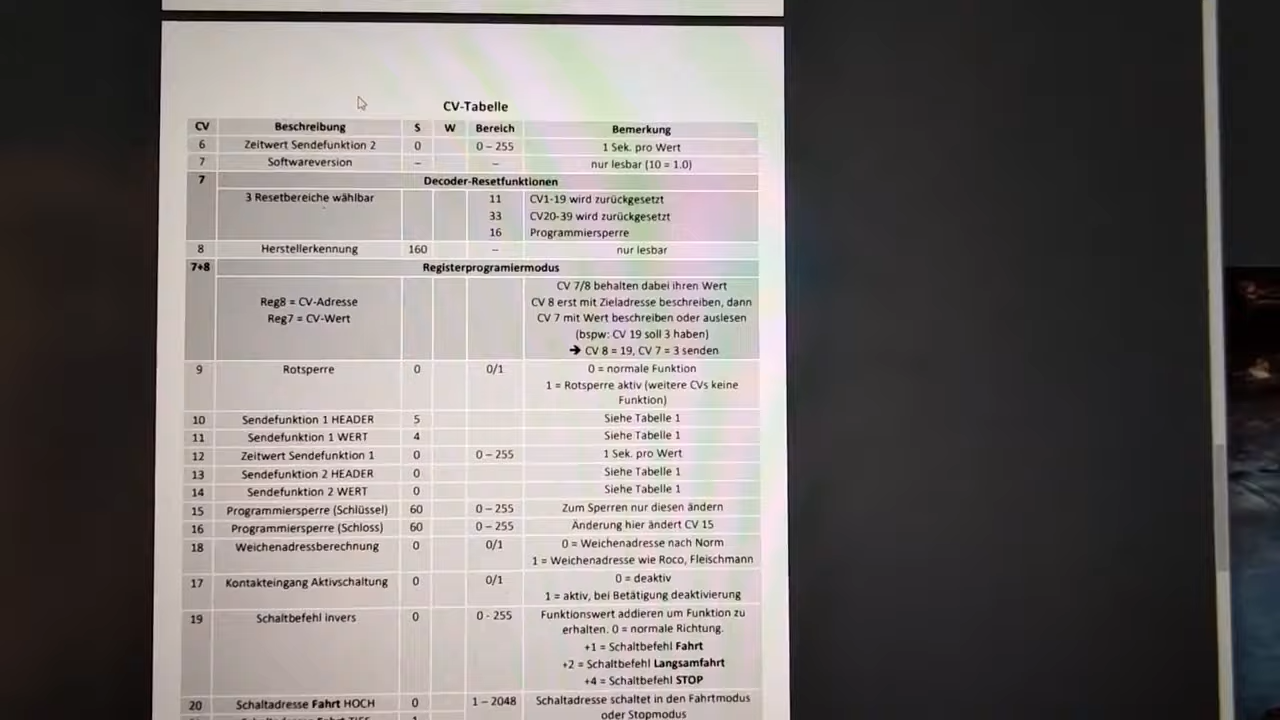 CV-Tabelle
CV Beschreibung S W Bereich Bemerkung
6 Zeitwert Sendefunktion 2 0 0 – 255 1 Sek. pro Wert
7 Softwareversion – – nur lesbar (10 = 1.0)
7 Decoder-Resetfunktionen
3 Resetbereiche wählbar 11 CV1-19 wird zurückgesetzt
33 CV20-39 wird zurückgesetzt
16 Programmiersperre
8 Herstellerkennung 160 – nur lesbar
7+8 Registerprogramiermodus
CV 7/8 behalten dabei ihren Wert
Reg8 = CV-Adresse CV 8 erst mit Zieladresse beschreiben, dann
Reg7 = CV-Wert CV 7 mit Wert beschreiben oder auslesen
(bspw: CV 19 soll 3 haben)
➔ CV 8 = 19, CV 7 = 3 senden
9 Rotsperre 0 0/1 0 = normale Funktion
1 = Rotsperre aktiv (weitere CVs keine
Funktion)
10 Sendefunktion 1 HEADER 5 Siehe Tabelle 1
11 Sendefunktion 1 WERT 4 Siehe Tabelle 1
12 Zeitwert Sendefunktion 1 0 0 – 255 1 Sek. pro Wert
13 Sendefunktion 2 HEADER 0 Siehe Tabelle 1
14 Sendefunktion 2 WERT 0 Siehe Tabelle 1
15 Programmiersperre (Schlüssel) 60 0 – 255 Zum Sperren nur diesen ändern
16 Programmiersperre (Schloss) 60 0 – 255 Änderung hier ändert CV 15
18 Weichenadressberechnung 0 0/1 0 = Weichenadresse nach Norm
1 = Weichenadresse wie Roco, Fleischmann
17 Kontakteingang Aktivschaltung 0 0/1 0 = deaktiv
1 = aktiv, bei Betätigung deaktivierung
19 Schaltbefehl invers 0 0 - 255 Funktionswert addieren um Funktion zu
erhalten. 0 = normale Richtung.
+1 = Schaltbefehl Fahrt
+2 = Schaltbefehl Langsamfahrt
+4 = Schaltbefehl STOP
20 Schaltadresse Fahrt HOCH 0 1 – 2048 Schaltadresse schaltet in den Fahrtmodus
oder Stopmodus